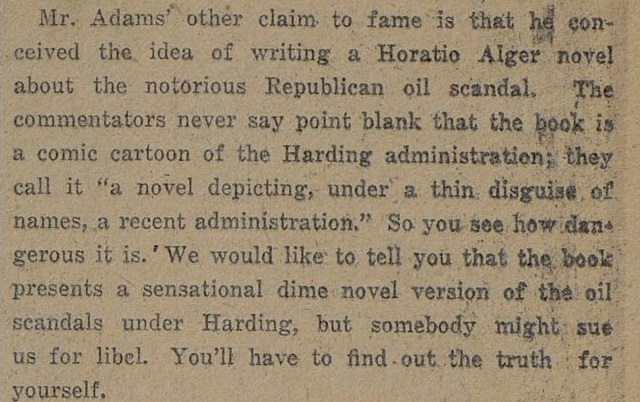 Mr. Adams' other claim to fame is that he con-
ceived the idea of writing a Horatio Alger novel
about the notorious Republican oil scandal. The
commentators never say point blank that the book is
a comic cartoon of the Harding administration; they
call it "a novel depicting, under a thin disguise of
names, a recent administration." So you see how dan-
gerous it is. We would like to tell you that the book
presents a sensational dime novel version of the oil
scandals under Harding, but somebody might sue
us for libel. You'll have to find out the truth for
yourself.